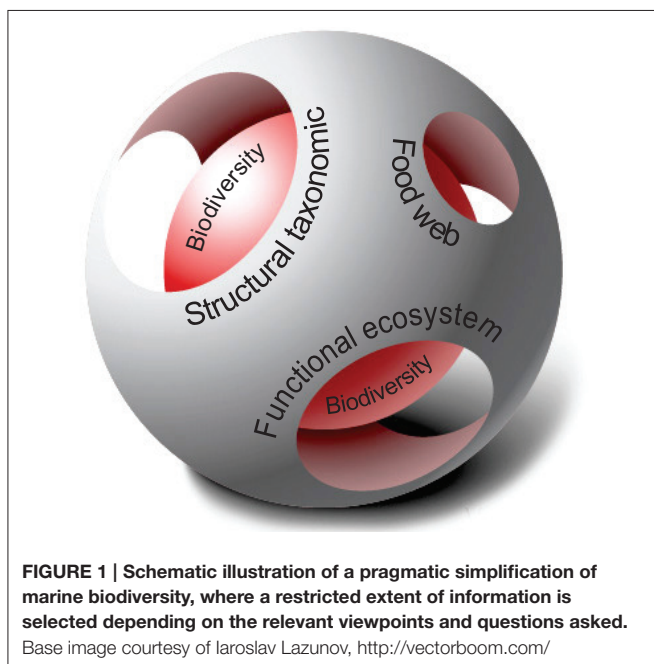 Biodiversity
Structural taxonomic
Food web
Functional ecosystem
Biodiversity
FIGURE 1 | Schematic illustration of a pragmatic simplification of
marine biodiversity, where a restricted extent of information is
selected depending on the relevant viewpoints and questions asked.
Base image courtesy of Iaroslav Lazunov, http://vectorboom.com/